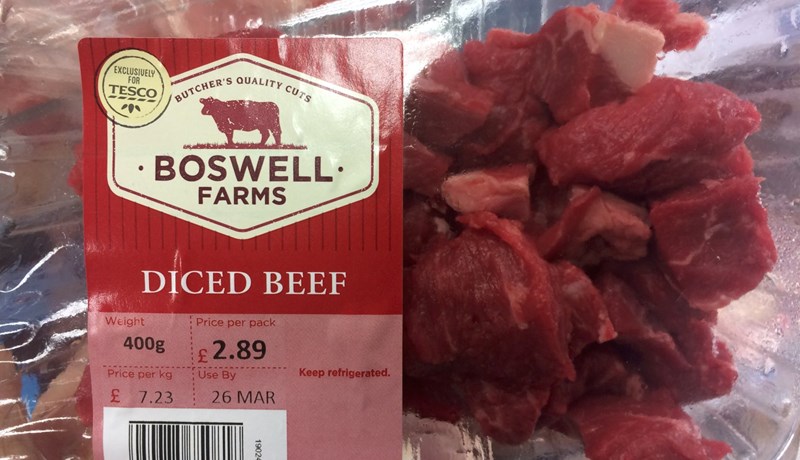 EXCLUSIVELY
FOR
TESCO
BUTCHER'S QUALITY CUTS
BOSWELL
FARMS
DICED BEEF
Weight
400g
Price per pack
£2.89
Price per kg
£ 7.23
Use By
26 MAR
Keep refrigerated.